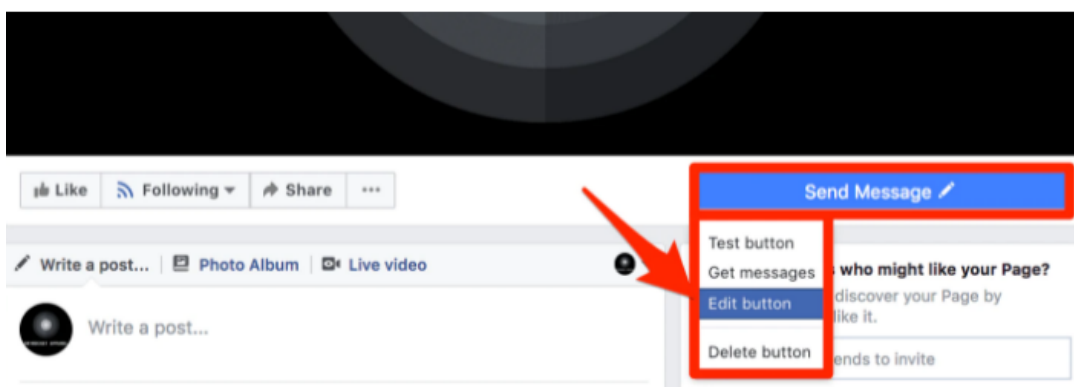 Like
Following
Share
Send Message
Test button
Get messages
Edit button
Delete button
who might like your Page?
discover your Page by
like it.
ends to invite
Write a post...
Photo Album
Live video
Write a post...